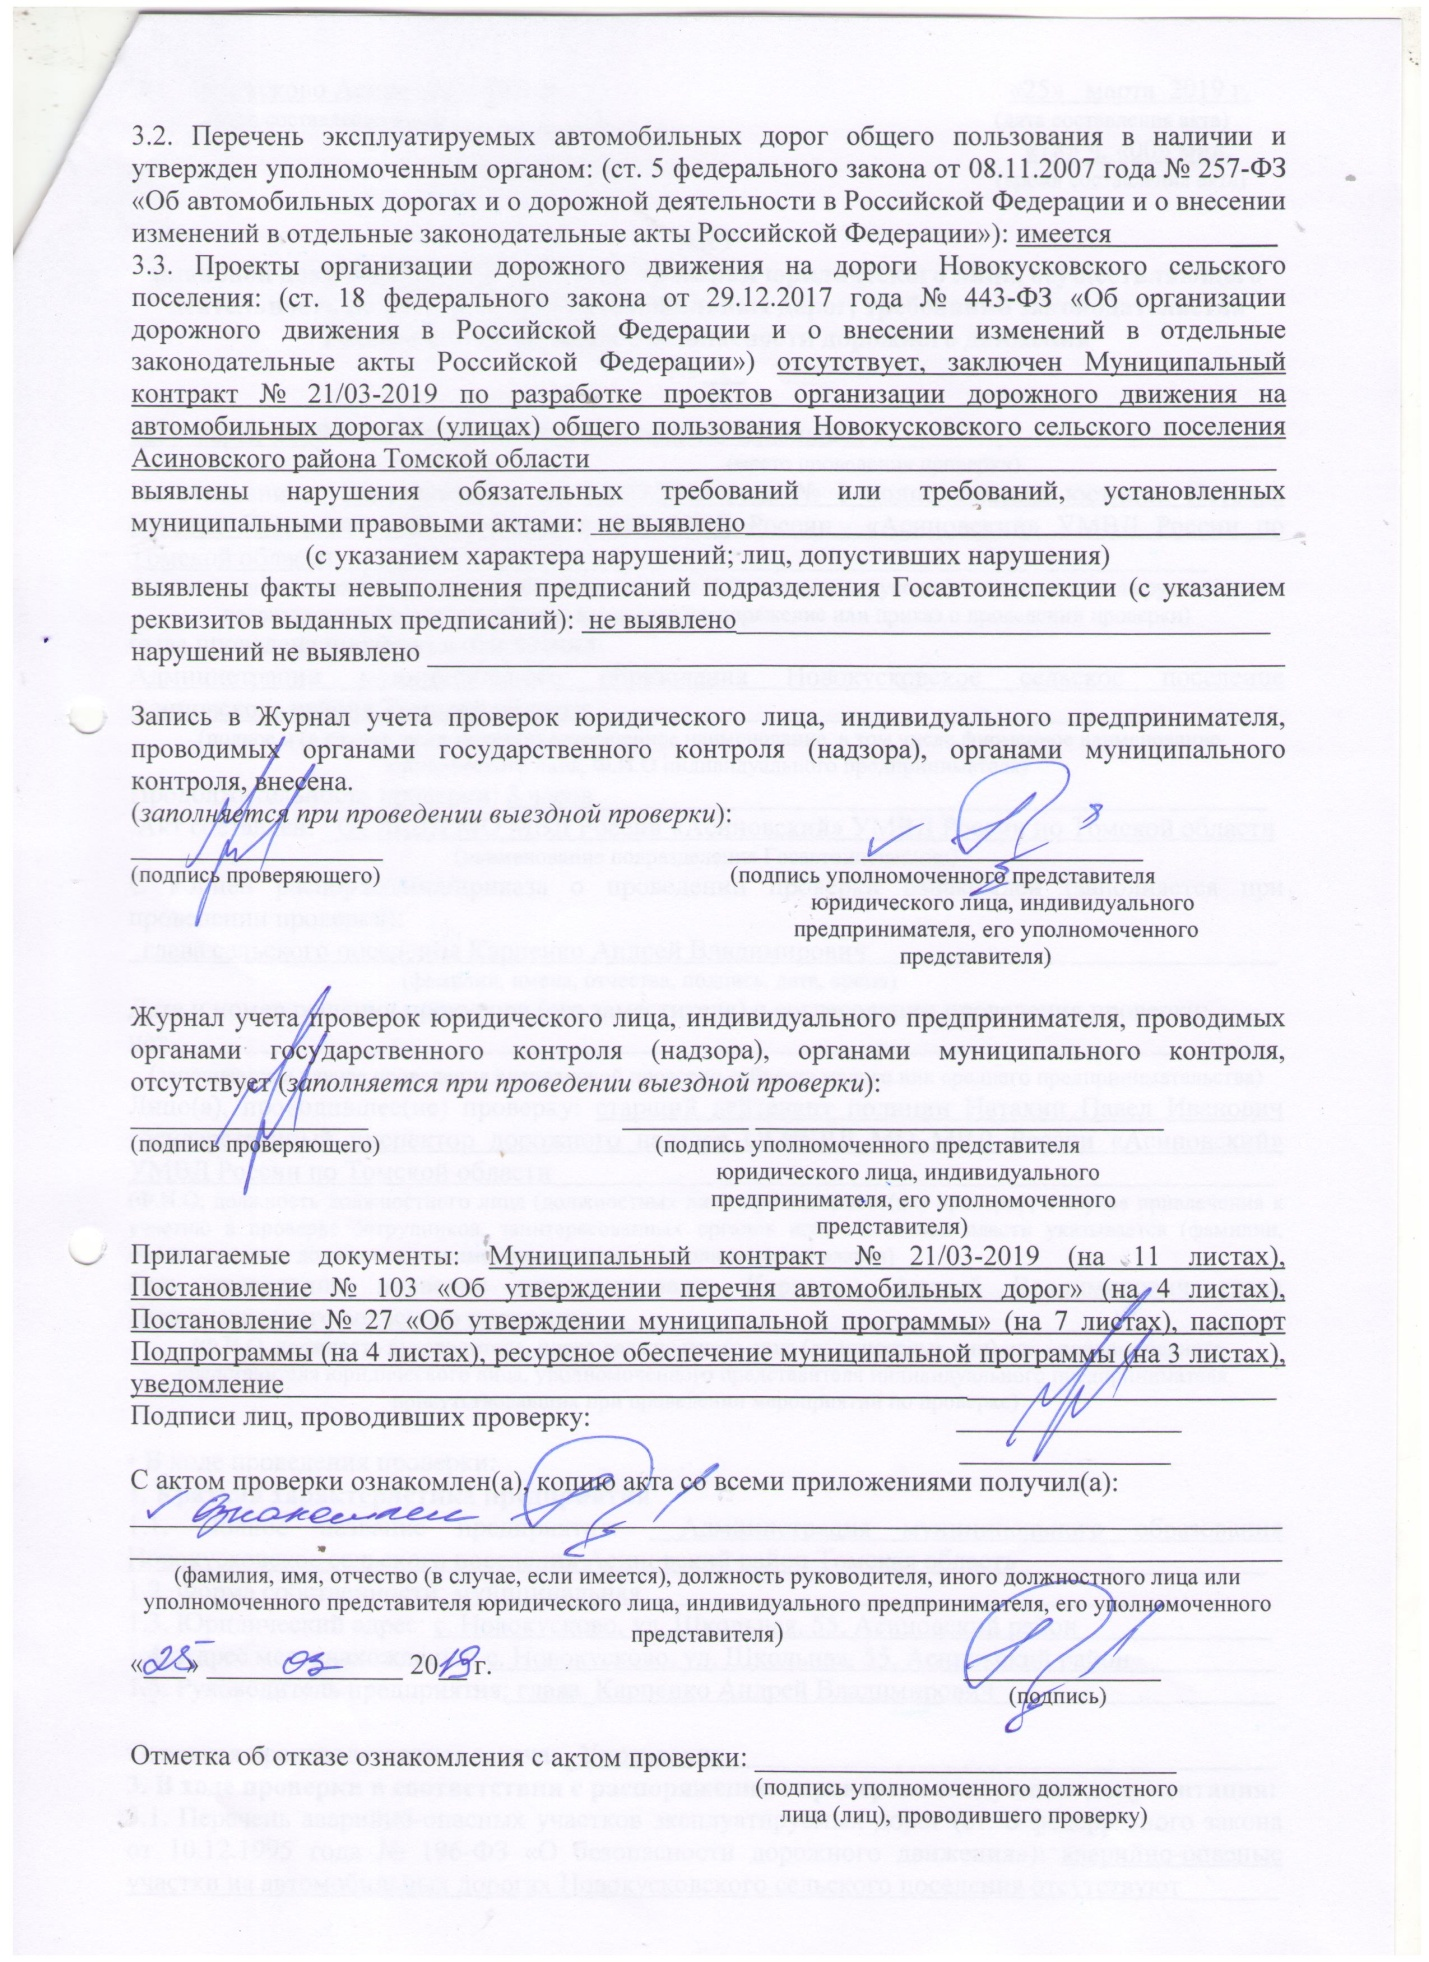 3.2. Перечень эксплуатируемых автомобильных дорог общего пользования в наличии и
утвержден уполномоченным органом: (ст. 5 федерального закона от 08.11.2007 года № 257-ФЗ
«Об автомобильных дорогах и о дорожной деятельности в Российской Федерации и о внесении
изменений в отдельные законодательные акты Российской Федерации»): имеется
3.3. Проекты организации дорожного движения на дороги Новокусковского сельского
поселения: (ст. 18 федерального закона от 29.12.2017 года № 443-ФЗ «Об организации
дорожного движения в Российской Федерации и о внесении изменений в отдельные
законодательные акты Российской Федерации») отсутствует, заключен Муниципальный
контракт № 21/03-2019 по разработке проектов организации дорожного движения на
автомобильных дорогах (улицах) общего пользования Новокусковского сельского поселения
Асиновского района Томской области
выявлены нарушения обязательных требований или требований, установленных
муниципальными правовыми актами: не выявлено
(с указанием характера нарушений; лиц, допустивших нарушения)
выявлены факты невыполнения предписаний подразделения Госавтоинспекции (с указанием
реквизитов выданных предписаний): не выявлено
нарушений не выявлено
Запись в Журнал учета проверок юридического лица, индивидуального предпринимателя,
проводимых органами государственного контроля (надзора), органами муниципального
контроля, внесена.
(заполняется при проведении выездной проверки):
(подпись проверяющего) (подпись уполномоченного представителя
юридического лица, индивидуального
предпринимателя, его уполномоченного
представителя)
Журнал учета проверок юридического лица, индивидуального предпринимателя, проводимых
органами государственного контроля (надзора), органами муниципального контроля,
отсутствует (заполняется при проведении выездной проверки):
(подпись проверяющего) (подпись уполномоченного представителя
юридического лица, индивидуального
предпринимателя, его уполномоченного
представителя)
Прилагаемые документы: Муниципальный контракт № 21/03-2019 (на 11 листах),
Постановление № 103 «Об утверждении перечня автомобильных дорог» (на 4 листах),
Постановление № 27 «Об утверждении муниципальной программы» (на 7 листах), паспорт
Подпрограммы (на 4 листах), ресурсное обеспечение муниципальной программы (на 3 листах),
уведомление
Подписи лиц, проводивших проверку:
С актом проверки ознакомлен(а), копию акта со всеми приложениями получил(а):
Ознакомлен
(фамилия, имя, отчество (в случае, если имеется), должность руководителя, иного должностного лица или
уполномоченного представителя юридического лица, индивидуального предпринимателя, его уполномоченного
представителя)
«25» 03 2019 г.
(подпись)
Отметка об отказе ознакомления с актом проверки:
(подпись уполномоченного должностного
лица (лиц), проводившего проверку)